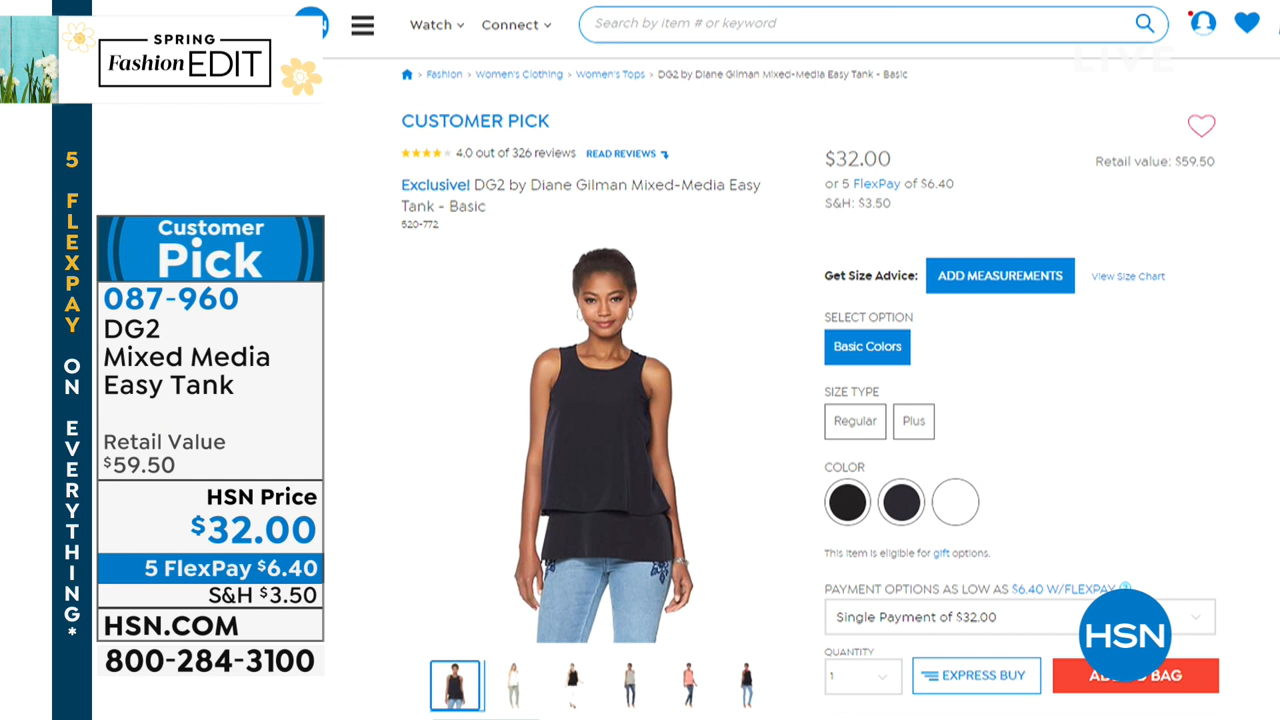 SPRING
Fashion EDIT
5 FLEXPAY ON EVERYTHING*
Customer
Pick
087-960
DG2
Mixed Media
Easy Tank
Retail Value
$59.50
HSN Price
$32.00
5 FlexPay $6.40
S&H $3.50
HSN.COM
800-284-3100
Watch
Connect
Search by item # or keyword
LIVE
> Fashion > Women's Clothing > Women's Tops > DG2 by Diane Gilman Mixed-Media Easy Tank - Basic
CUSTOMER PICK
4.0 out of 326 reviews READ REVIEWS
Exclusive! DG2 by Diane Gilman Mixed-Media Easy
Tank - Basic
520-772
$32.00
Retail value: $59.50
or 5 FlexPay of $6.40
S&H: $3.50
Get Size Advice: ADD MEASUREMENTS View Size Chart
SELECT OPTION
Basic Colors
SIZE TYPE
Regular Plus
COLOR
This item is eligible for gift options.
PAYMENT OPTIONS AS LOW AS $6.40 W/FLEXPAY
Single Payment of $32.00
HSN
QUANTITY
1
EXPRESS BUY
BAG